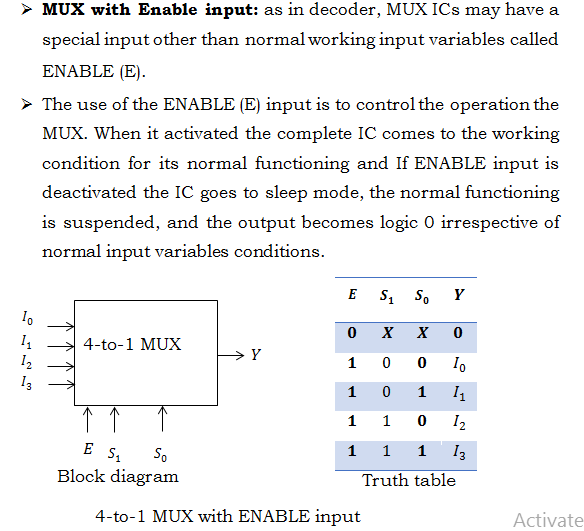 ➢ MUX with Enable input: as in decoder, MUX ICs may have a
special input other than normal working input variables called
ENABLE (E).
➢ The use of the ENABLE (E) input is to control the operation the
MUX. When it activated the complete IC comes to the working
condition for its normal functioning and If ENABLE input is
deactivated the IC goes to sleep mode, the normal functioning
is suspended, and the output becomes logic 0 irrespective of
normal input variables conditions.
I₀
I₁
I₂
I₃
4-to-1 MUX
Y
E S₁ S₀
Block diagram
E S₁ S₀ Y
0 X X 0
1 0 0 I₀
1 0 1 I₁
1 1 0 I₂
1 1 1 I₃
Truth table
4-to-1 MUX with ENABLE input
Activate